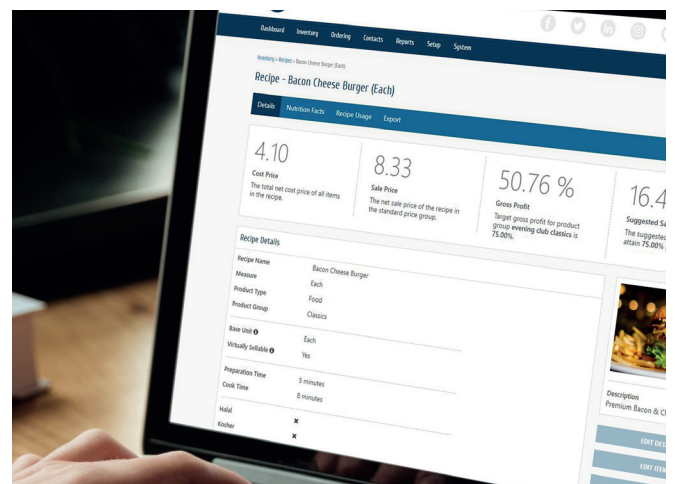 Dashboard Inventory Ordering Contacts Reports Setup System
Inventory > Recipes > Bacon Cheese Burger (Each)
Recipe - Bacon Cheese Burger (Each)
Details Nutrition Facts Recipe Usage Export
4.10
Cost Price
The total net cost price of all items
in the recipe.
8.33
Sale Price
The net sale price of the recipe in
the standard price group.
50.76 %
Gross Profit
Target gross profit for product
group evening club classics is
75.00%.
16.4
Suggested Sa
The suggested
attain 75.00%
Recipe Details
Recipe Name Bacon Cheese Burger
Measure Each
Product Type Food
Product Group Classics
Base Unit Each
Virtually Sellable Yes
Preparation Time 5 minutes
Cook Time 8 minutes
Halal
Kosher
Description
Premium Bacon & C
EDIT DET
EDIT ITEM